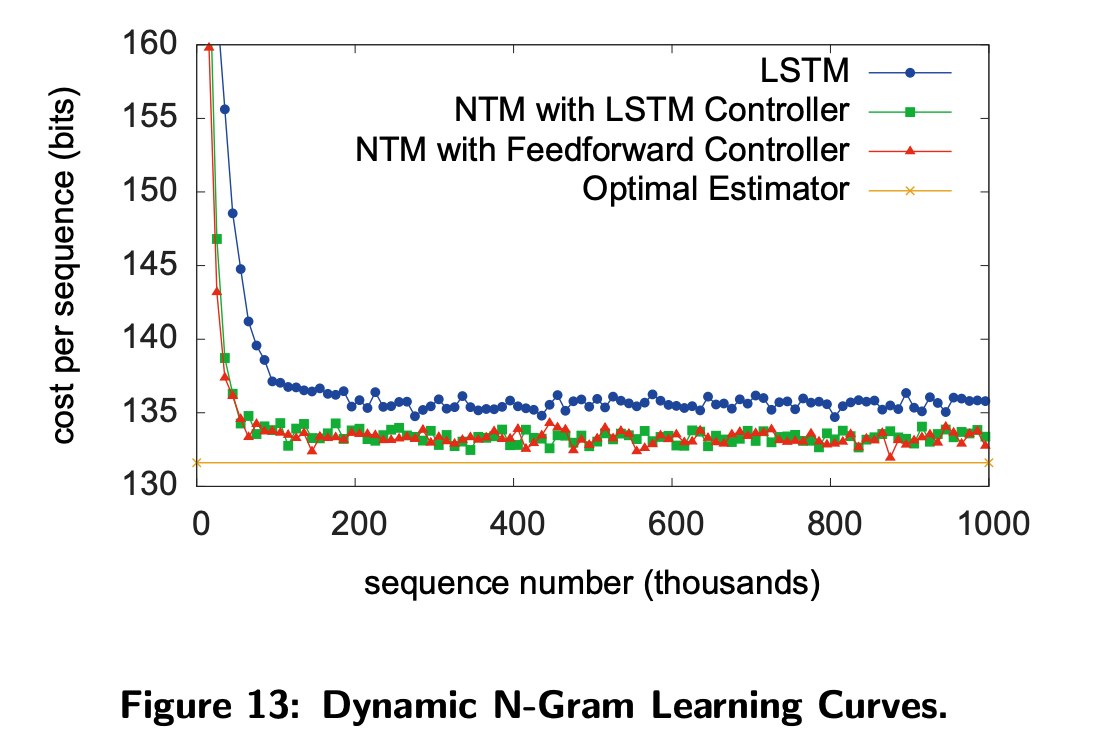 160
155
150
145
140
135
130
cost per sequence (bits)
LSTM
NTM with LSTM Controller
NTM with Feedforward Controller
Optimal Estimator
0 200 400 600 800 1000
sequence number (thousands)
Figure 13: Dynamic N-Gram Learning Curves.